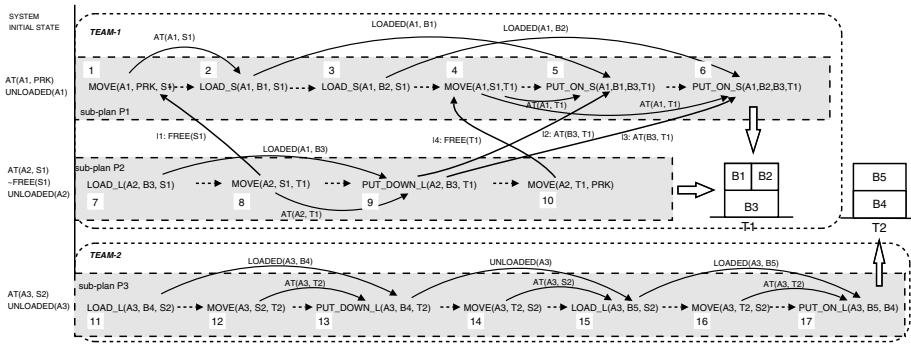 SYSTEM
INITIAL STATE
TEAM-1
LOADED(A1, B1)
LOADED(A1, B2)
AT(A1, S1)
1 2 3 4 5 6
AT(A1, PRK)
UNLOADED(A1)
MOVE(A1, PRK, S1) LOAD_S(A1, B1, S1) LOAD_S(A1, B2, S1) MOVE(A1,S1,T1) PUT_ON_S(A1,B1,B3,T1) PUT_ON_S(A1,B2,B3,T1)
AT(A1, T1)
AT(A1, T1)
sub-plan P1
I1: FREE(S1)
I4: FREE(T1)
I2: AT(B3, T1)
I3: AT(B3, T1)
LOADED(A1, B3)
sub-plan P2
AT(A2, S1)
~FREE(S1)
UNLOADED(A2)
LOAD_L(A2, B3, S1) MOVE(A2, S1, T1) PUT_DOWN_L(A2, B3, T1) MOVE(A2, T1, PRK)
7 8 9 10
AT(A2, T1)
B1 B2
B3
T1
B5
B4
T2
TEAM-2
LOADED(A3, B4)
UNLOADED(A3)
LOADED(A3, B5)
sub-plan P3
AT(A3, T2)
AT(A3, S2)
AT(A3, T2)
AT(A3, S2)
UNLOADED(A3)
LOAD_L(A3, B4, S2) MOVE(A3, S2, T2) PUT_DOWN_L(A3, B4, T2) MOVE(A3, T2, S2) LOAD_L(A3, B5, S2) MOVE(A3, T2, S2) PUT_ON_L(A3, B5, B4)
11 12 13 14 15 16 17